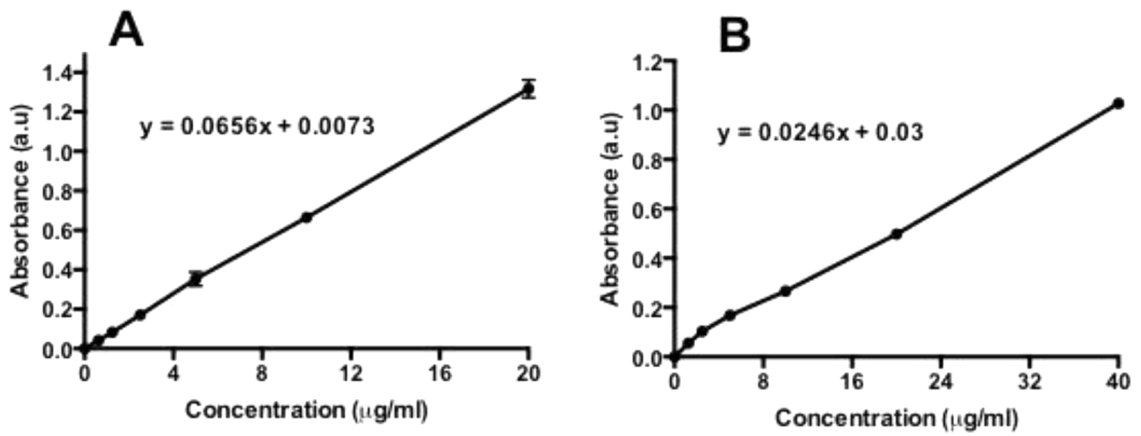 A
Absorbance (a.u)
1.4
1.2
1.0
0.8
0.6
0.4
0.2
0.0
y = 0.0656x + 0.0073
0 4 8 12 16 20
Concentration (μg/ml)
B
Absorbance (a.u)
1.2
1.0
0.8
0.6
0.4
0.2
0.0
y = 0.0246x + 0.03
0 8 16 24 32 40
Concentration (μg/ml)